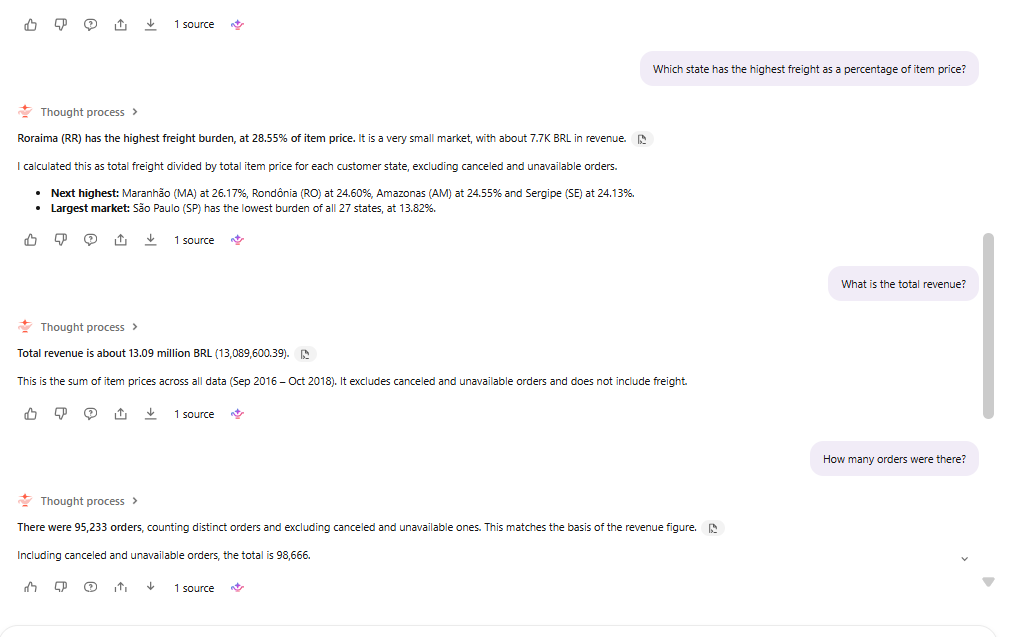 1 source
Which state has the highest freight as a percentage of item price?
Thought process
Roraima (RR) has the highest freight burden, at 28.55% of item price. It is a very small market, with about 7.7K BRL in revenue.
I calculated this as total freight divided by total item price for each customer state, excluding canceled and unavailable orders.
• Next highest: Maranhão (MA) at 26.17%, Rondônia (RO) at 24.60%, Amazonas (AM) at 24.55% and Sergipe (SE) at 24.13%.
• Largest market: São Paulo (SP) has the lowest burden of all 27 states, at 13.82%.
1 source
What is the total revenue?
Thought process
Total revenue is about 13.09 million BRL (13,089,600.39).
This is the sum of item prices across all data (Sep 2016 – Oct 2018). It excludes canceled and unavailable orders and does not include freight.
1 source
How many orders were there?
Thought process
There were 95,233 orders, counting distinct orders and excluding canceled and unavailable ones. This matches the basis of the revenue figure.
Including canceled and unavailable orders, the total is 98,666.
1 source